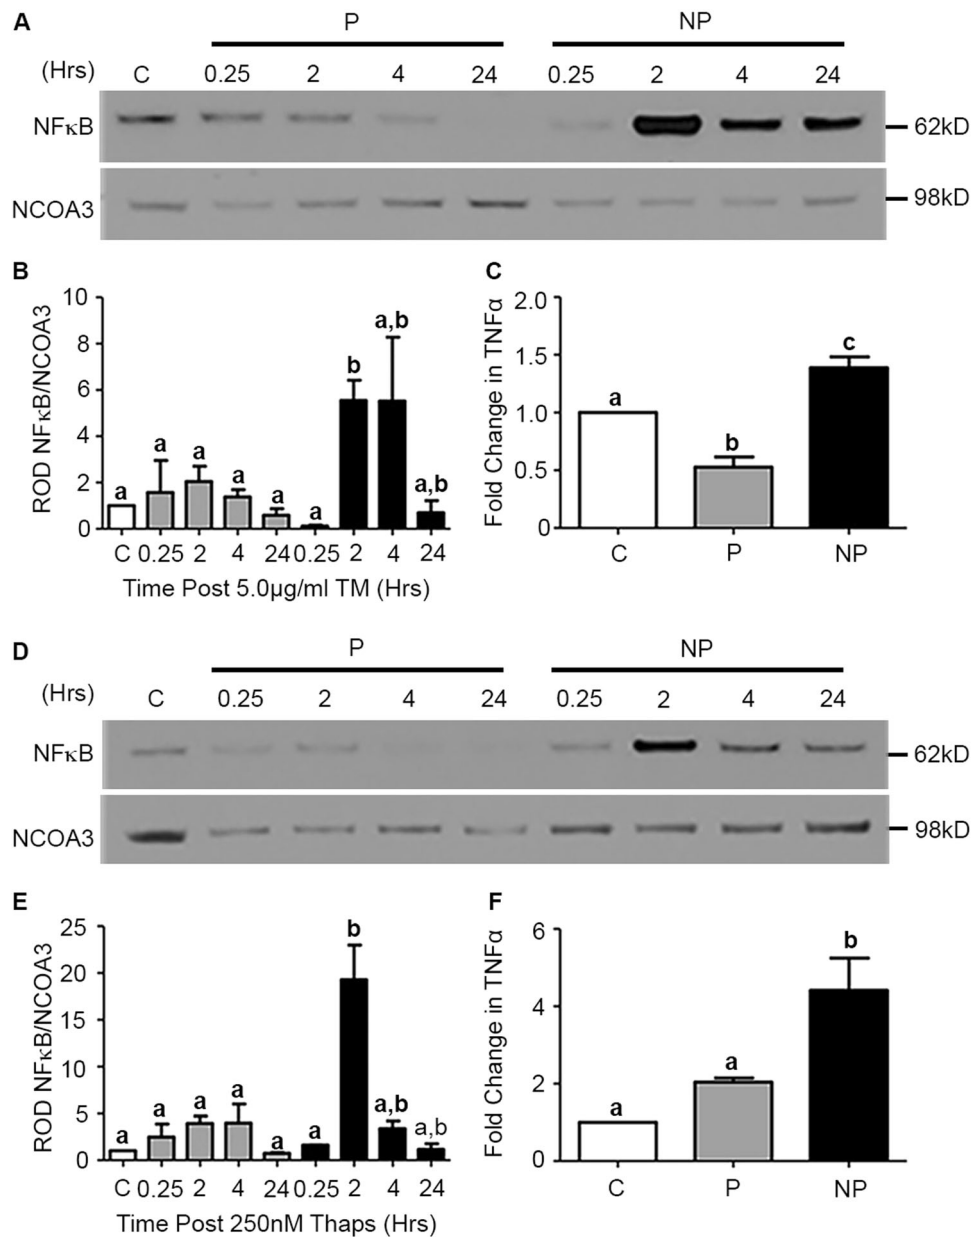 A
P
NP
(Hrs) C 0.25 2 4 24 0.25 2 4 24
NFκB
62kD
NCOA3
98kD
B
ROD NFκB/NCOA3
10
8
6
4
2
0
a a a a a a b a,b a,b
C 0.25 2 4 24 0.25 2 4 24
Time Post 5.0µg/ml TM (Hrs)
C
Fold Change in TNFα
2.0
1.5
1.0
0.5
0
a b c
C P NP
D
P
NP
(Hrs) C 0.25 2 4 24 0.25 2 4 24
NFκB
62kD
NCOA3
98kD
E
ROD NFκB/NCOA3
25
20
15
10
5
0
a a a a a a b a,b a,b
C 0.25 2 4 24 0.25 2 4 24
Time Post 250nM Thaps (Hrs)
F
Fold Change in TNFα
6
4
2
0
a a b
C P NP